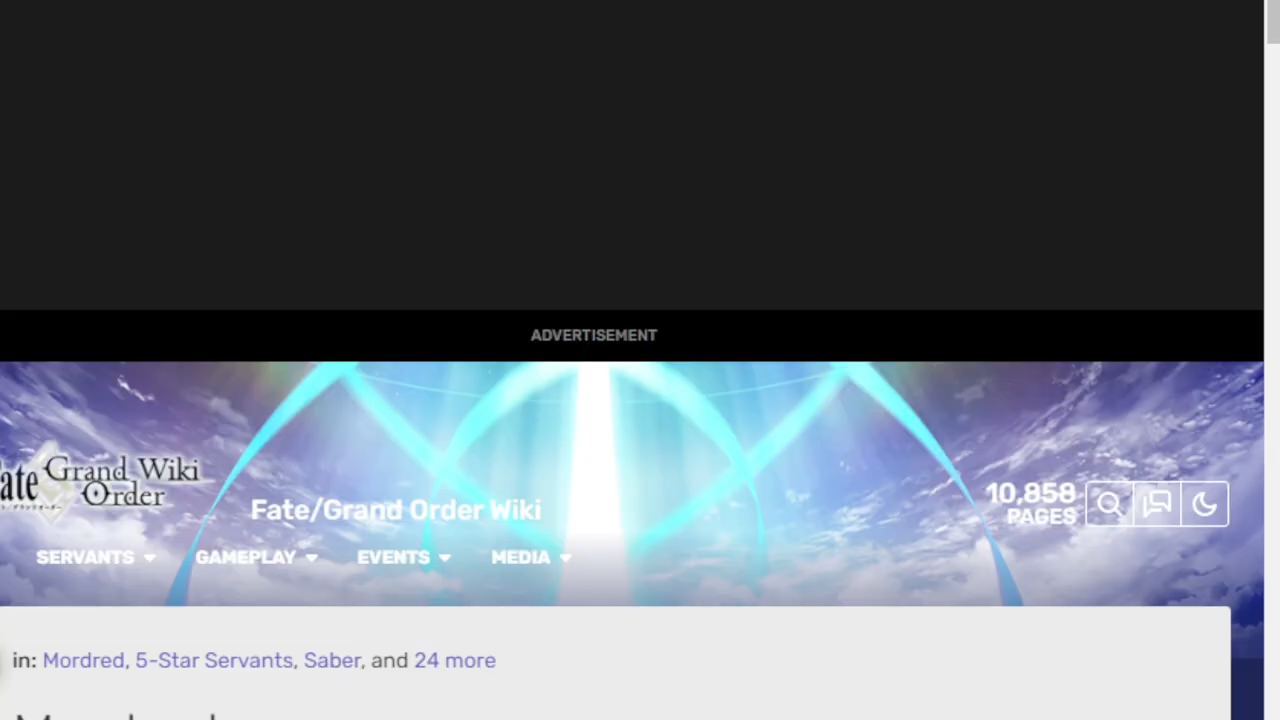 ADVERTISEMENT
Grand Wiki
Order
Fate/Grand Order Wiki
10,858
PAGES
SERVANTS
GAMEPLAY
EVENTS
MEDIA
in: Mordred, 5-Star Servants, Saber, and 24 more